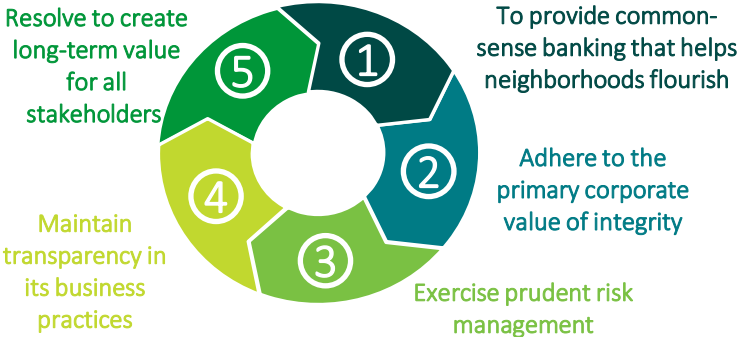 Resolve to create
long-term value
for all
stakeholders
5
1
To provide common-
sense banking that helps
neighborhoods flourish
2
Adhere to the
primary corporate
value of integrity
4
Maintain
transparency in
its business
practices
3
Exercise prudent risk
management